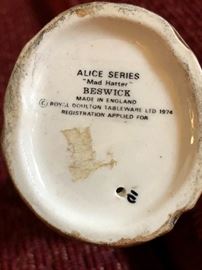 ALICE SERIES
"Mad Hatter"
BESWICK
MADE IN ENGLAND
© ROYAL DOULTON TABLEWARE LTD 1974
REGISTRATION APPLIED FOR